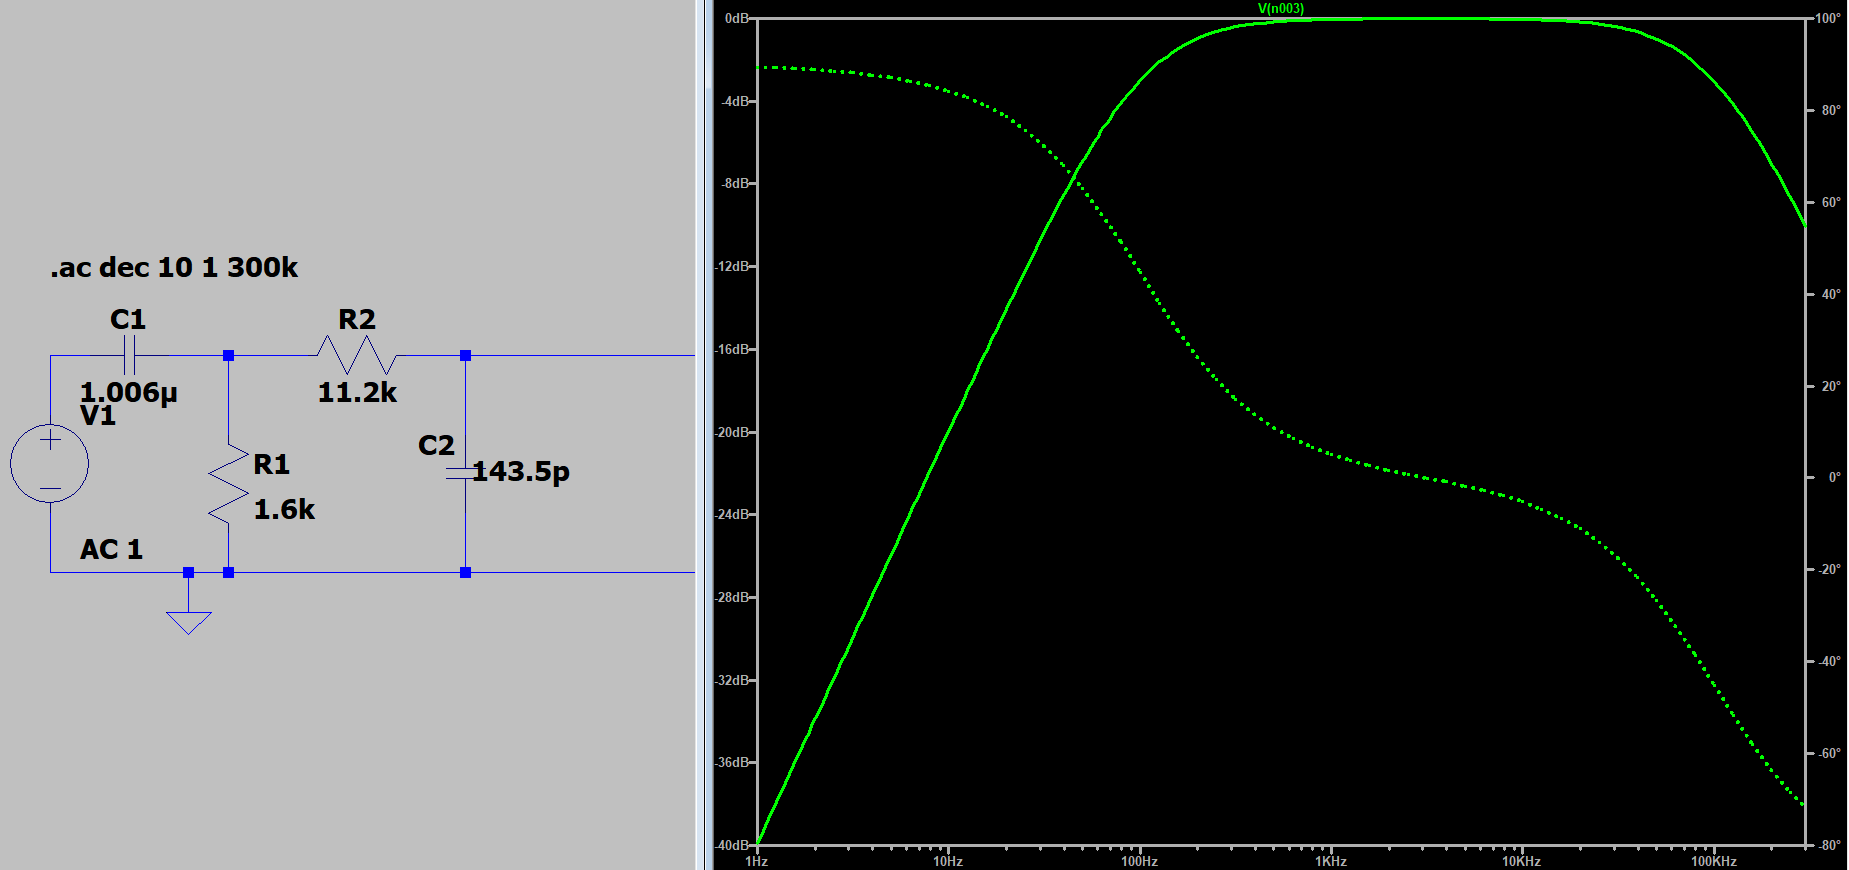 .ac dec 10 1 300k
C1
R2
1.006µ
11.2k
V1
C2
143.5p
R1
1.6k
AC 1
V(n003)
0dB
-4dB
-8dB
-12dB
-16dB
-20dB
-24dB
-28dB
-32dB
-36dB
-40dB
100°
80°
60°
40°
20°
0°
-20°
-40°
-60°
-80°
1Hz
10Hz
100Hz
1KHz
10KHz
100KHz